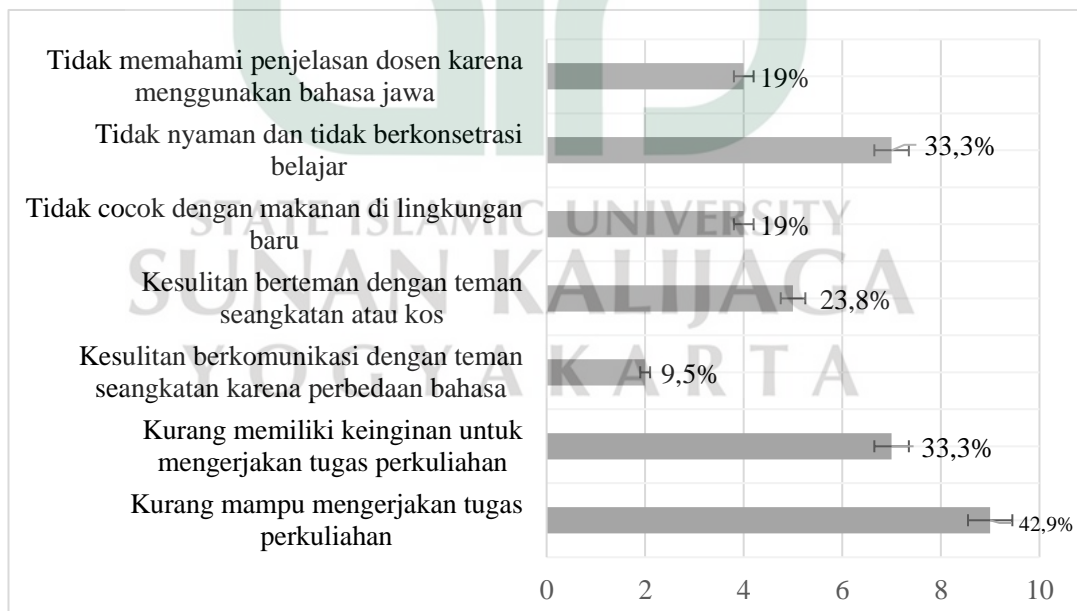 Tidak memahami penjelasan dosen karena
menggunakan bahasa jawa
19%
Tidak nyaman dan tidak berkonsetrasi
belajar
33,3%
Tidak cocok dengan makanan di lingkungan
baru
19%
Kesulitan berteman dengan teman
seangkatan atau kos
23,8%
Kesulitan berkomunikasi dengan teman
seangkatan karena perbedaan bahasa
9,5%
Kurang memiliki keinginan untuk
mengerjakan tugas perkuliahan
33,3%
Kurang mampu mengerjakan tugas
perkuliahan
42,9%
0 2 4 6 8 10
STATE ISLAMIC UNIVERSITY
SUNAN KALIJAGA
YOGYAKARTA